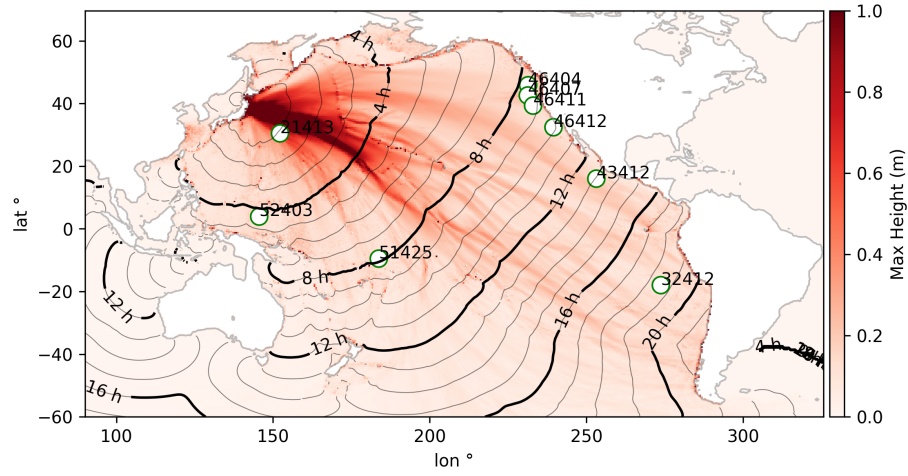 60
40
20
0
−20
−40
−60
lat °
100
150
200
250
300
lon °
4 h
4 h
8 h
8 h
12 h
12 h
12 h
16 h
16 h
20 h
4 h
46404
46407
46411
46412
43412
21413
52403
51425
32412
1.0
0.8
0.6
0.4
0.2
0.0
Max Height (m)